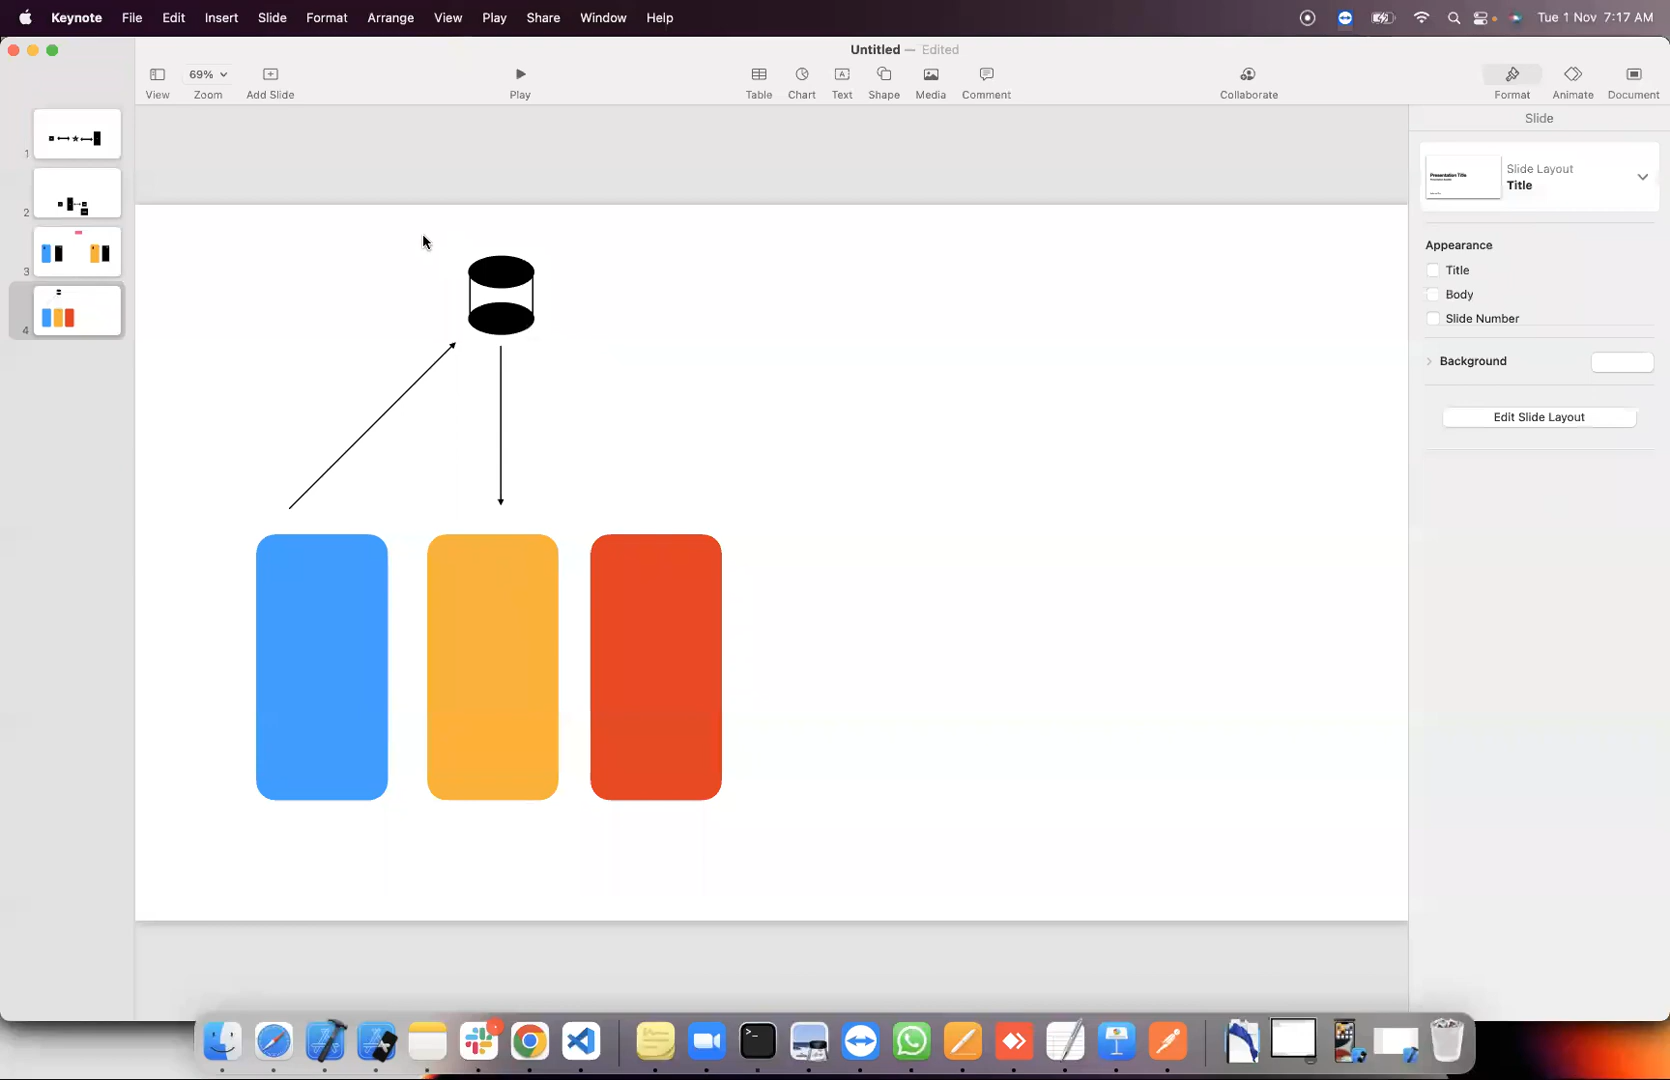 Keynote File Edit Insert Slide Format Arrange View Play Share Window Help Tue 1 Nov 7:17 AM
Untitled — Edited
69%
View Zoom Add Slide Play Table Chart Text Shape Media Comment Collaborate Format Animate Document
Slide
Slide Layout
Title
Presentation Title
Appearance
Title
Body
Slide Number
Background
Edit Slide Layout
1
2
3
4